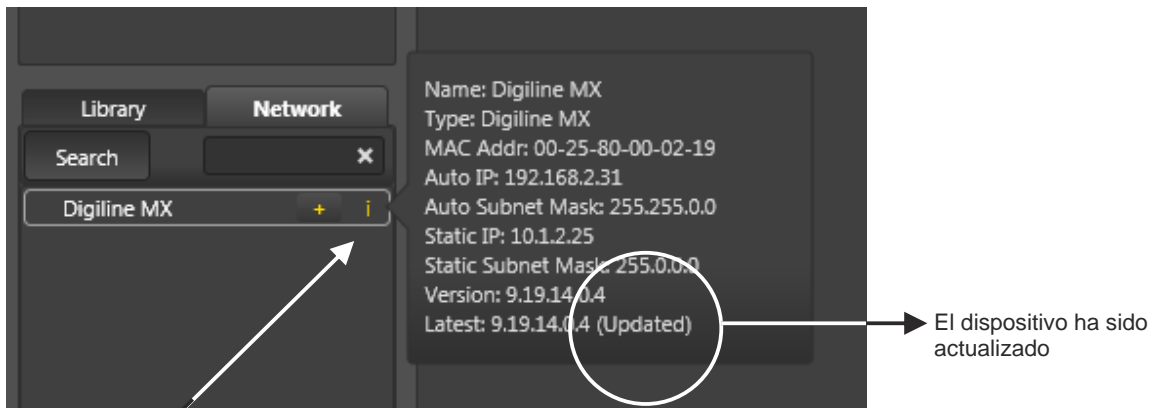 Library
Network
Search
×
Digiline MX + i
Name: Digiline MX
Type: Digiline MX
MAC Addr: 00-25-80-00-02-19
Auto IP: 192.168.2.31
Auto Subnet Mask: 255.255.0.0
Static IP: 10.1.2.25
Static Subnet Mask: 255.0.0.0
Version: 9.19.14.0.4
Latest: 9.19.14.0.4 (Updated)
El dispositivo ha sido
actualizado